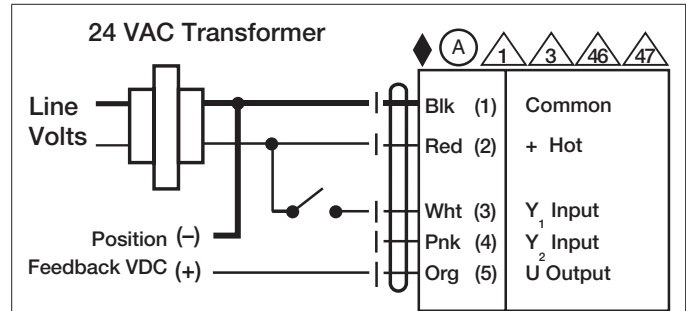 24 VAC Transformer
A 1 3 46 47
Line
Volts
Blk (1) Common
Red (2) + Hot
Wht (3) Y1 Input
Pnk (4) Y2 Input
Org (5) U Output
Position (–)
Feedback VDC (+)